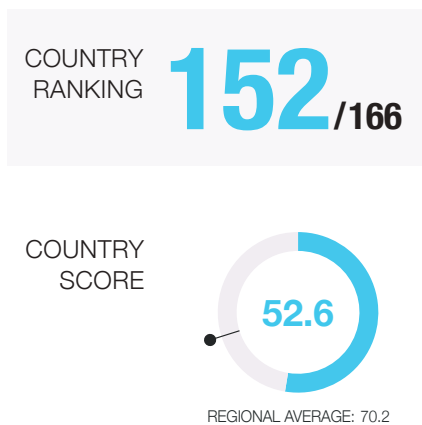 COUNTRY
RANKING
152/166
COUNTRY
SCORE
52.6
REGIONAL AVERAGE: 70.2